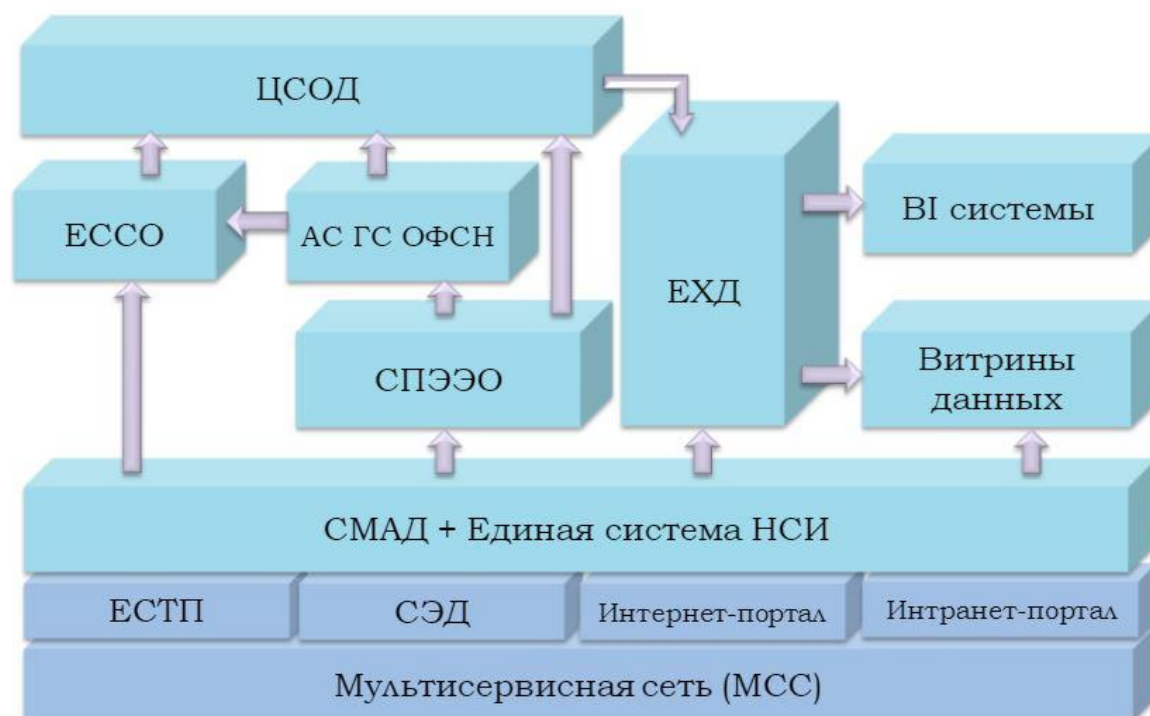 ЦСОД
ЕССО
АС ГС ОФСН
ЕХД
BI системы
СПЭЭО
Витрины
данных
СМАД + Единая система НСИ
ЕСТП
СЭД
Интернет-портал
Интранет-портал
Мультисервисная сеть (МСС)